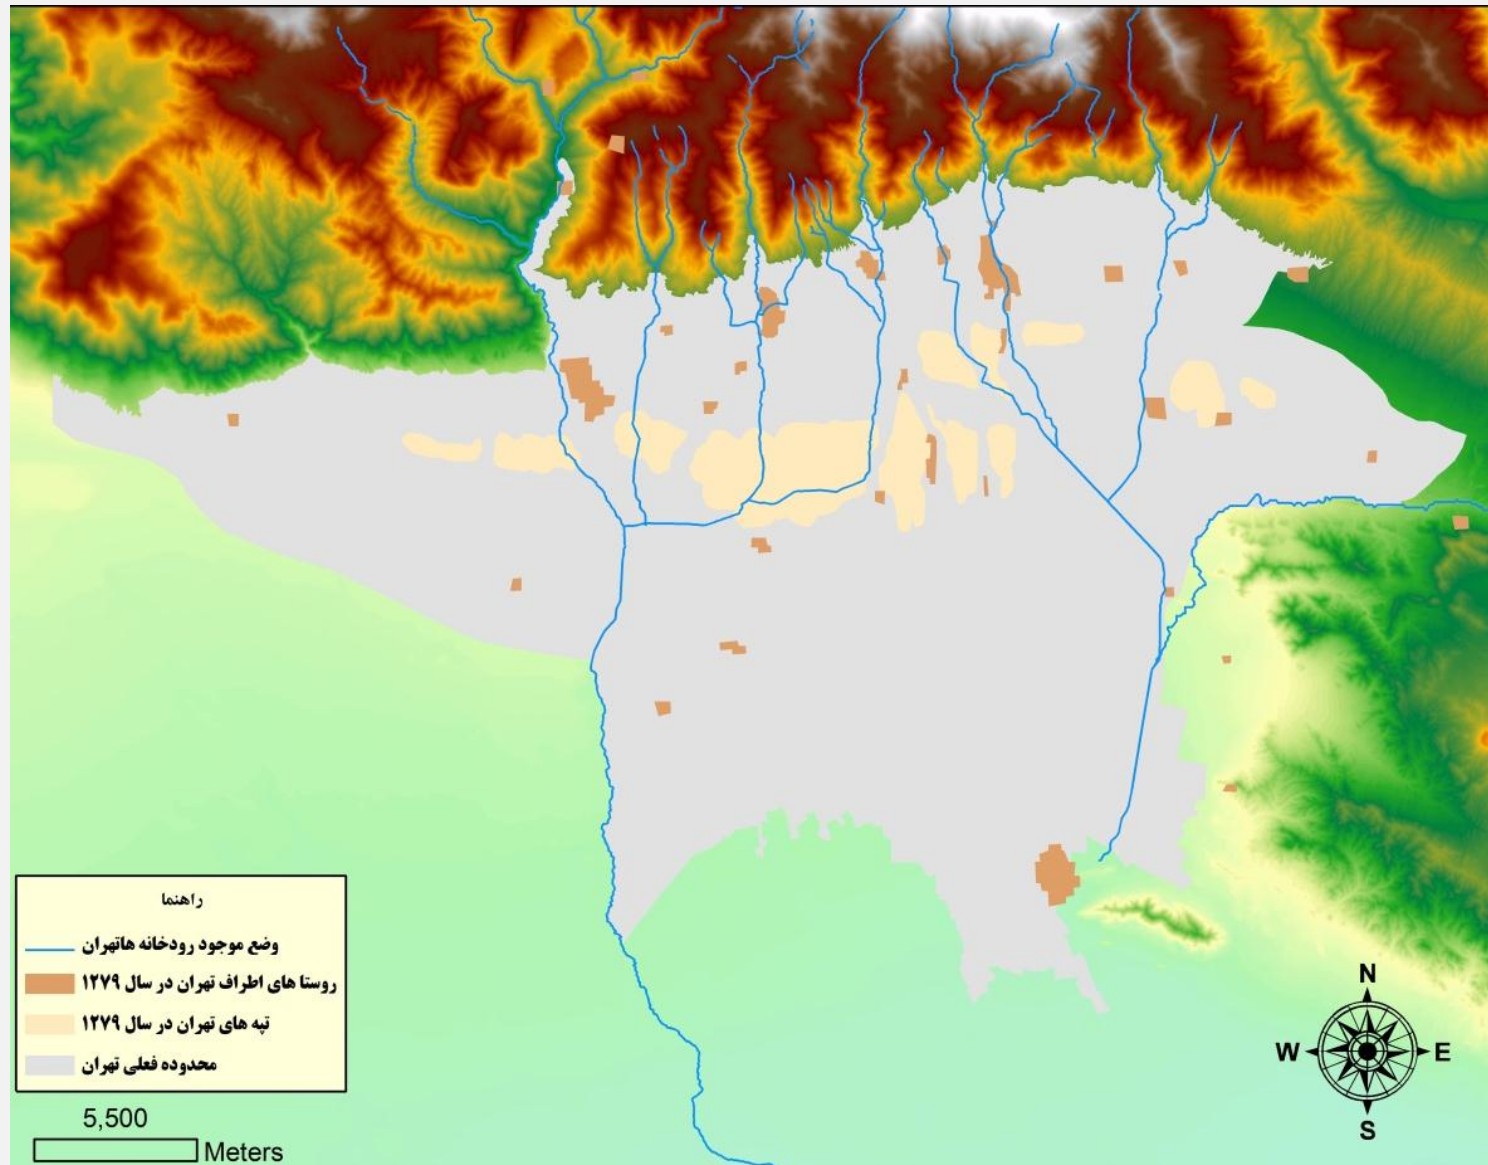 راهنما
وضع موجود رودخانه هاتهران
روستا های اطراف تهران در سال ۱۲۷۹
تپه های تهران در سال ۱۲۷۹
محدوده فعلی تهران
5,500
Meters
N
W E
S